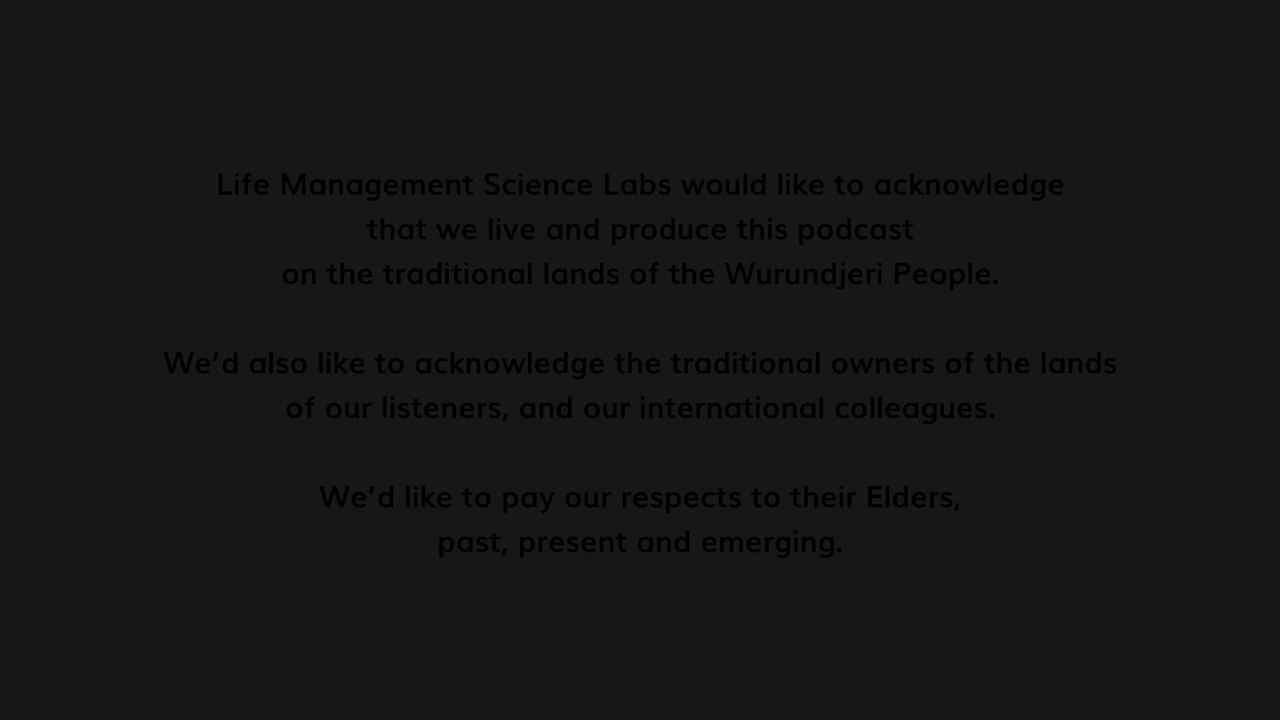 Life Management Science Labs would like to acknowledge
that we live and produce this podcast
on the traditional lands of the Wurundjeri People.
We’d also like to acknowledge the traditional owners of the lands
of our listeners, and our international colleagues.
We’d like to pay our respects to their Elders,
past, present and emerging.